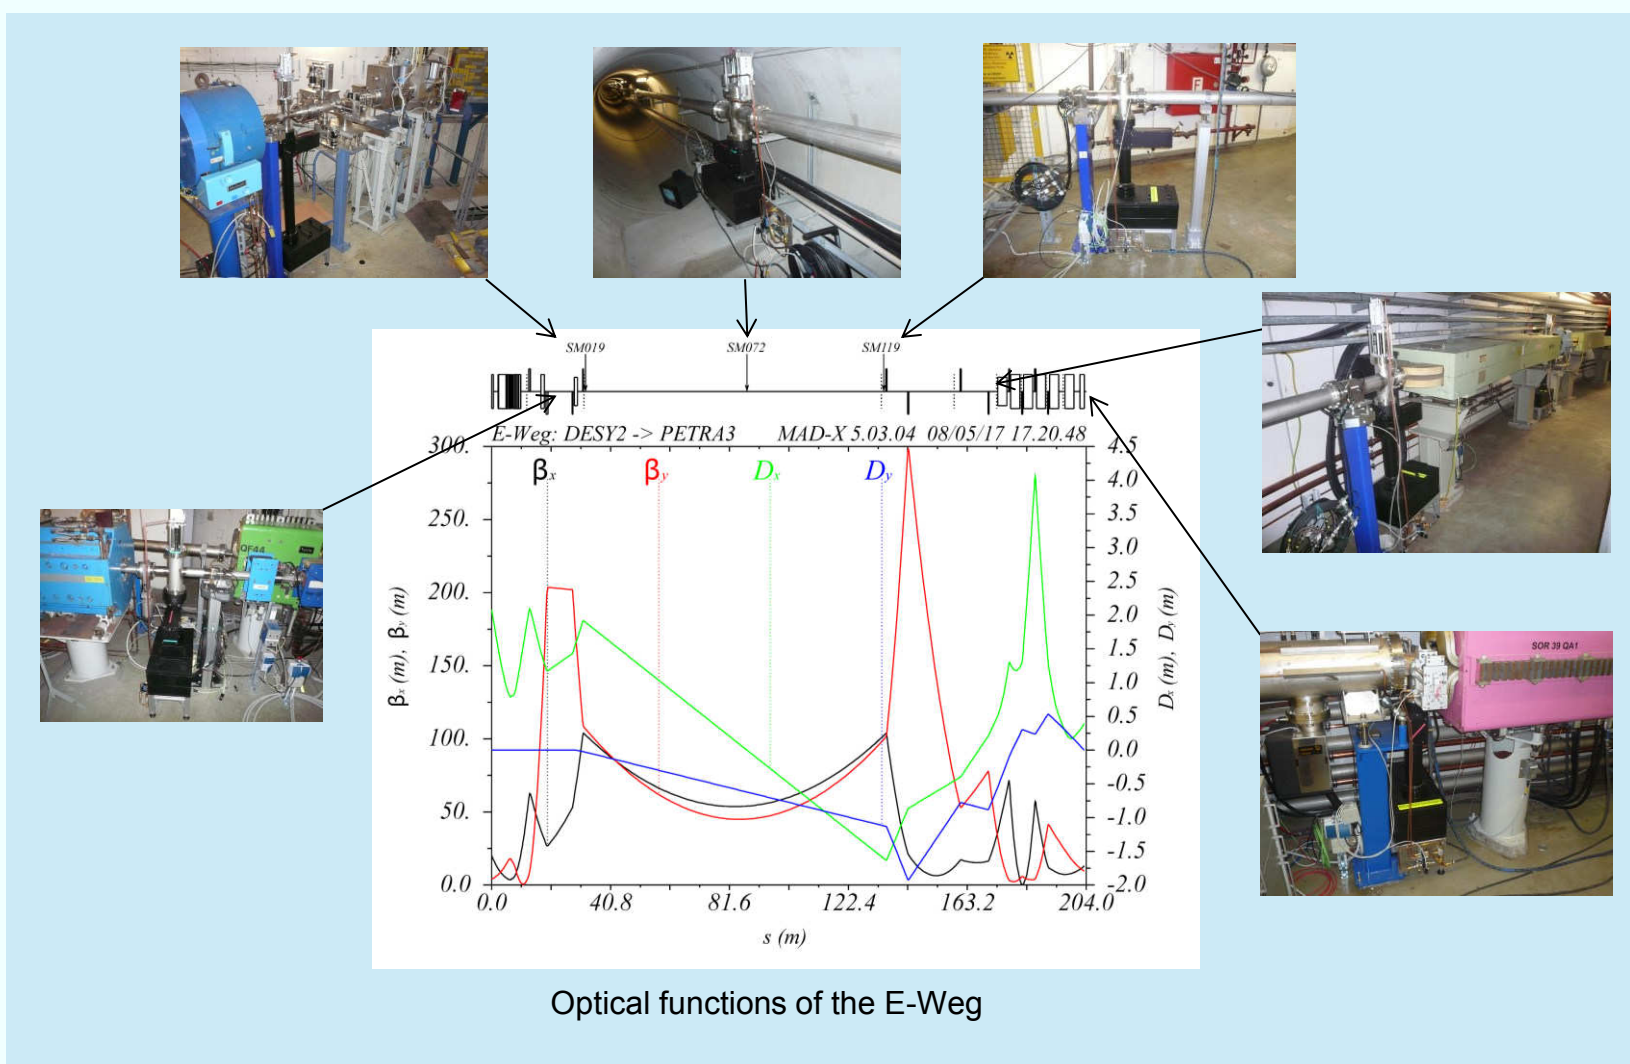 SM019 SM072 SM119
E-Weg: DESY2 -> PETRA3 MAD-X 5.03.04 08/05/17 17.20.48
300. 4.5
βx βy Dx Dy
4.0
250. 3.5
3.0
200. 2.5
2.0
150. 1.5
1.0
100. 0.5
0.0
50. -0.5
-1.0
-1.5
0.0 -2.0
βx (m), βy (m)
Dx (m), Dy (m)
0.0 40.8 81.6 122.4 163.2 204.0
s (m)
QF44
SOR 39 QA1
Optical functions of the E-Weg